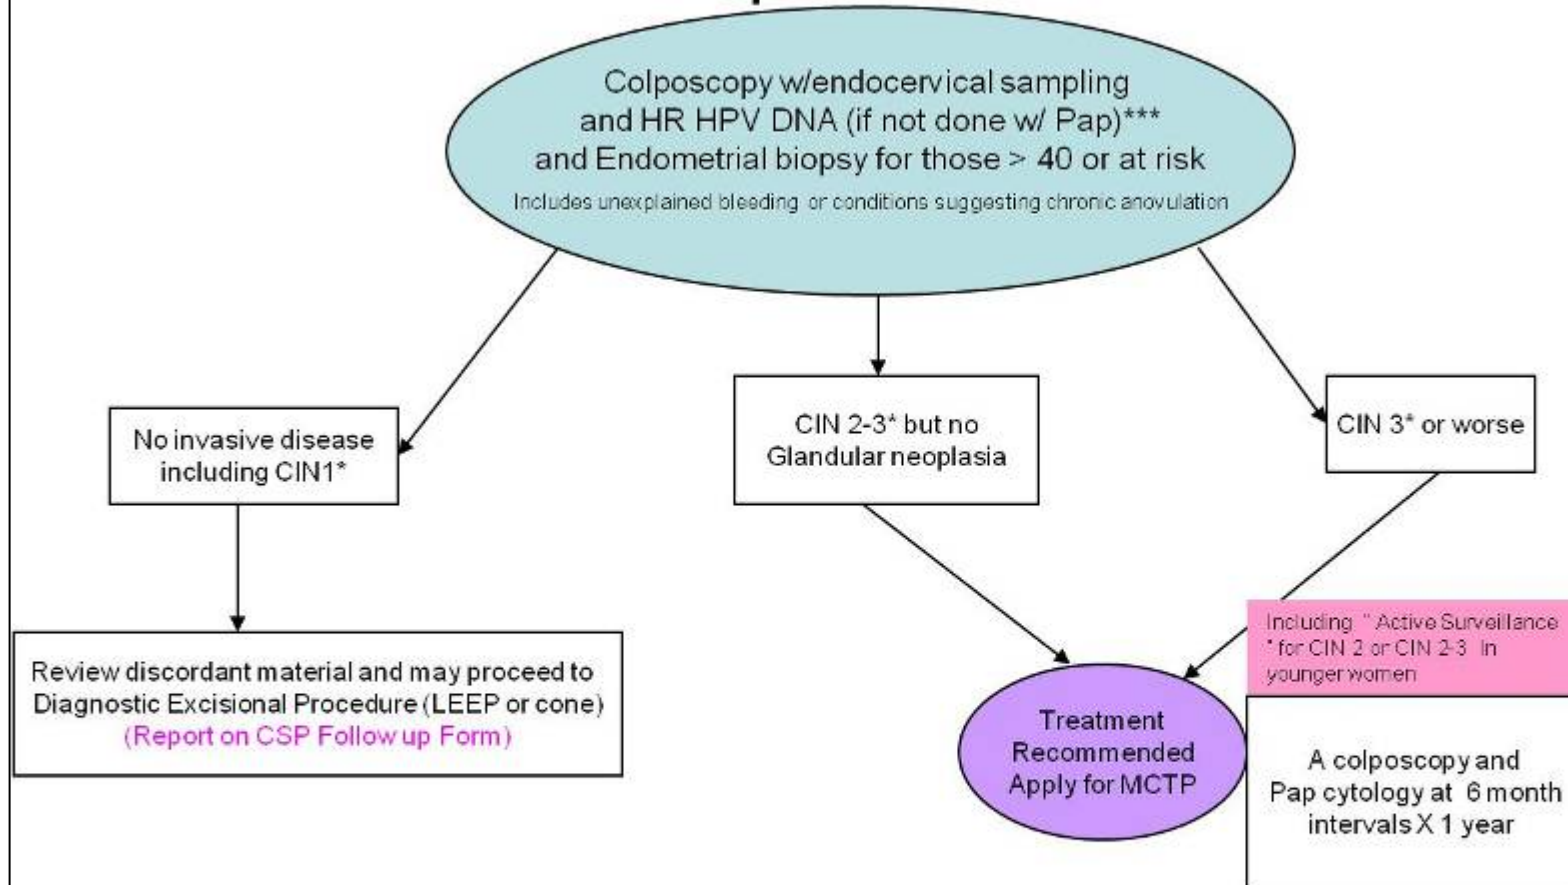 Colposcopy w/endocervical sampling
and HR HPV DNA (if not done w/ Pap)***
and Endometrial biopsy for those > 40 or at risk
Includes unexplained bleeding or conditions suggesting chronic anovulation
No invasive disease
including CIN1*
CIN 2-3* but no
Glandular neoplasia
CIN 3* or worse
Review discordant material and may proceed to
Diagnostic Excisional Procedure (LEEP or cone)
(Report on CSP Follow up Form)
Treatment
Recommended
Apply for MCTP
Including " Active Surveillance
" for CIN 2 or CIN 2-3 In
younger women
A colposcopy and
Pap cytology at 6 month
intervals X 1 year